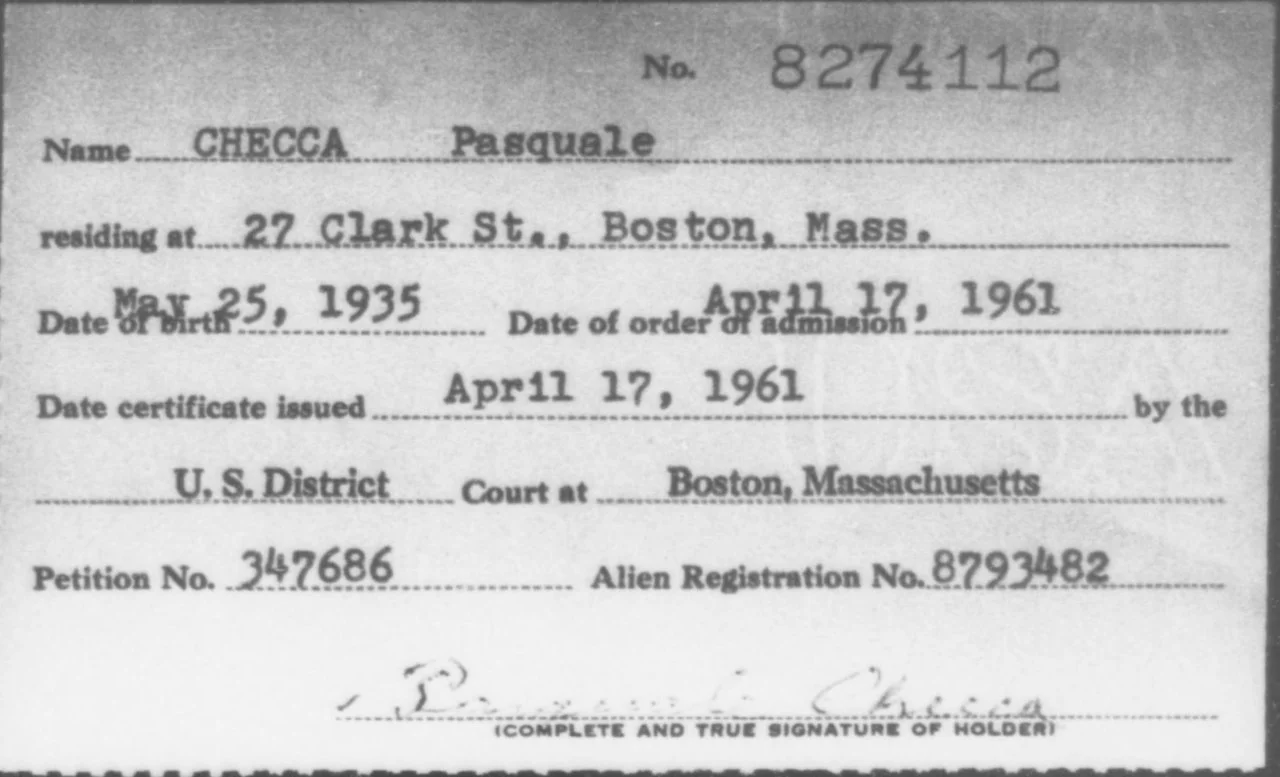 No. 8274112
Name CHECCA Pasquale
residing at 27 Clark St., Boston, Mass.
Date of birth May 25, 1935 Date of order of admission April 17, 1961
Date certificate issued April 17, 1961 by the
U. S. District Court at Boston, Massachusetts
Petition No. 347686 Alien Registration No. 8793482
Pasquale Checca
(COMPLETE AND TRUE SIGNATURE OF HOLDER)